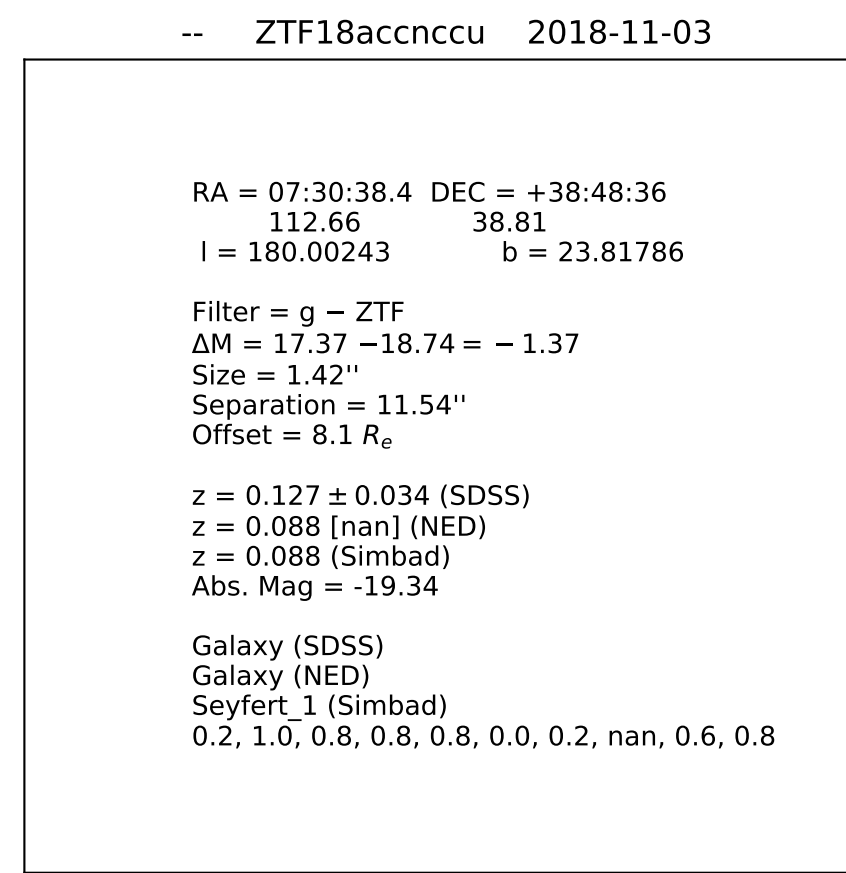 -- ZTF18accnccu 2018-11-03
RA = 07:30:38.4 DEC = +38:48:36
112.66 38.81
l = 180.00243 b = 23.81786
Filter = g − ZTF
ΔM = 17.37 −18.74 = − 1.37
Size = 1.42''
Separation = 11.54''
Offset = 8.1 Rₑ
z = 0.127 ± 0.034 (SDSS)
z = 0.088 [nan] (NED)
z = 0.088 (Simbad)
Abs. Mag = -19.34
Galaxy (SDSS)
Galaxy (NED)
Seyfert_1 (Simbad)
0.2, 1.0, 0.8, 0.8, 0.8, 0.0, 0.2, nan, 0.6, 0.8